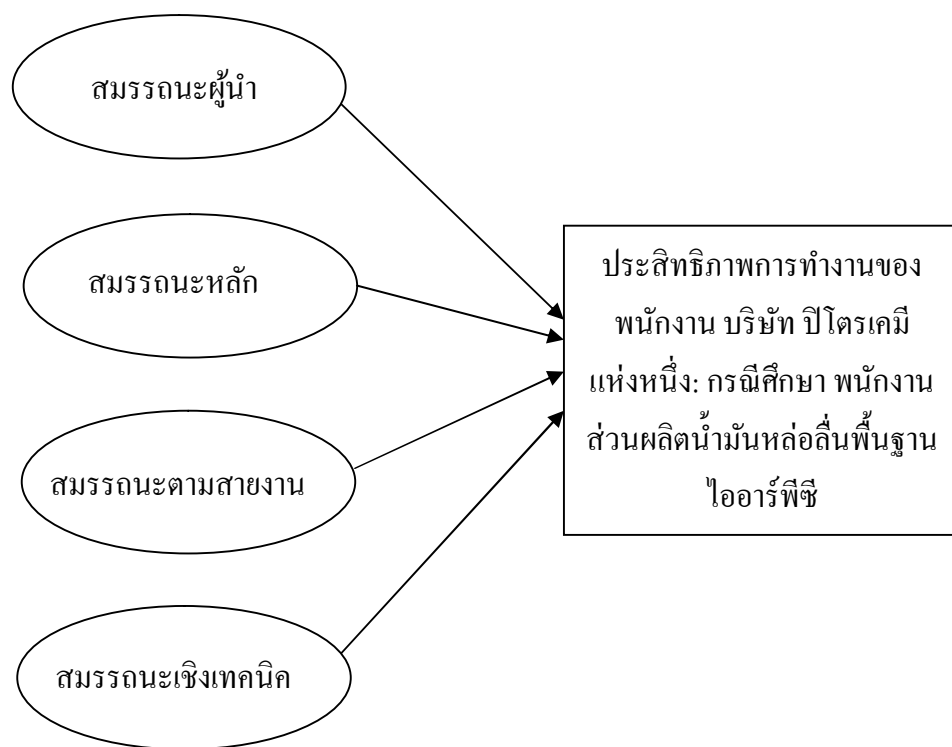 สมรรถนะผู้นำ
สมรรถนะหลัก
สมรรถนะตามสายงาน
สมรรถนะเชิงเทคนิค
ประสิทธิภาพการทำงานของ
พนักงาน บริษัท ปิโตรเคมี
แห่งหนึ่ง: กรณีศึกษา พนักงาน
ส่วนผลิตน้ำมันหล่อลื่นพื้นฐาน
ไออาร์พีซี